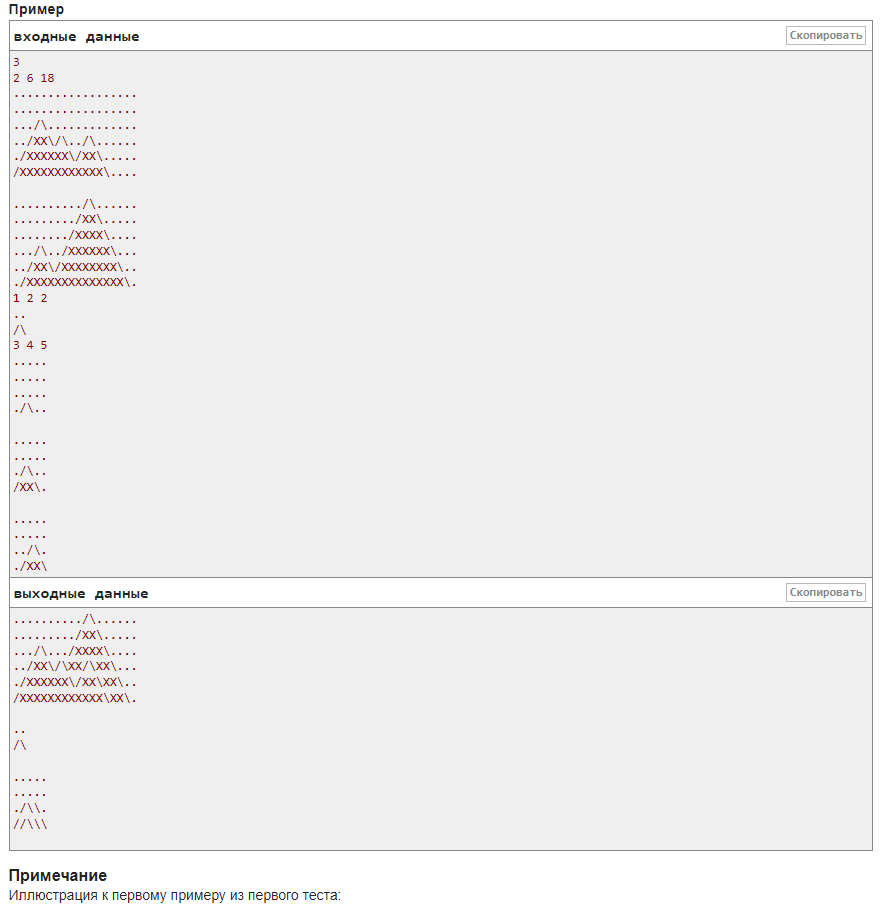 Пример
входные данные
Скопировать
3
2 6 18
..................
..................
.../\.............
../XX\/\../\......
./XXXXXX\/XX\.....
/XXXXXXXXXXXX\....
........../\......
........./XX\.....
......../XXXX\....
.../\../XXXXXX\...
../XX\/XXXXXXXX\..
./XXXXXXXXXXXXXX\.
1 2 2
..
/\
3 4 5
.....
.....
.....
./\..
.....
.....
./\..
/XX\.
.....
.....
../\.
./XX\
выходные данные
Скопировать
........../\......
........./XX\.....
.../\.../XXXX\....
../XX\/\XX/\XX\...
./XXXXXX\/XX\XX\..
/XXXXXXXXXXXX\XX\.
..
/\
.....
.....
./\\.
//\\\
Примечание
Иллюстрация к первому примеру из первого теста: